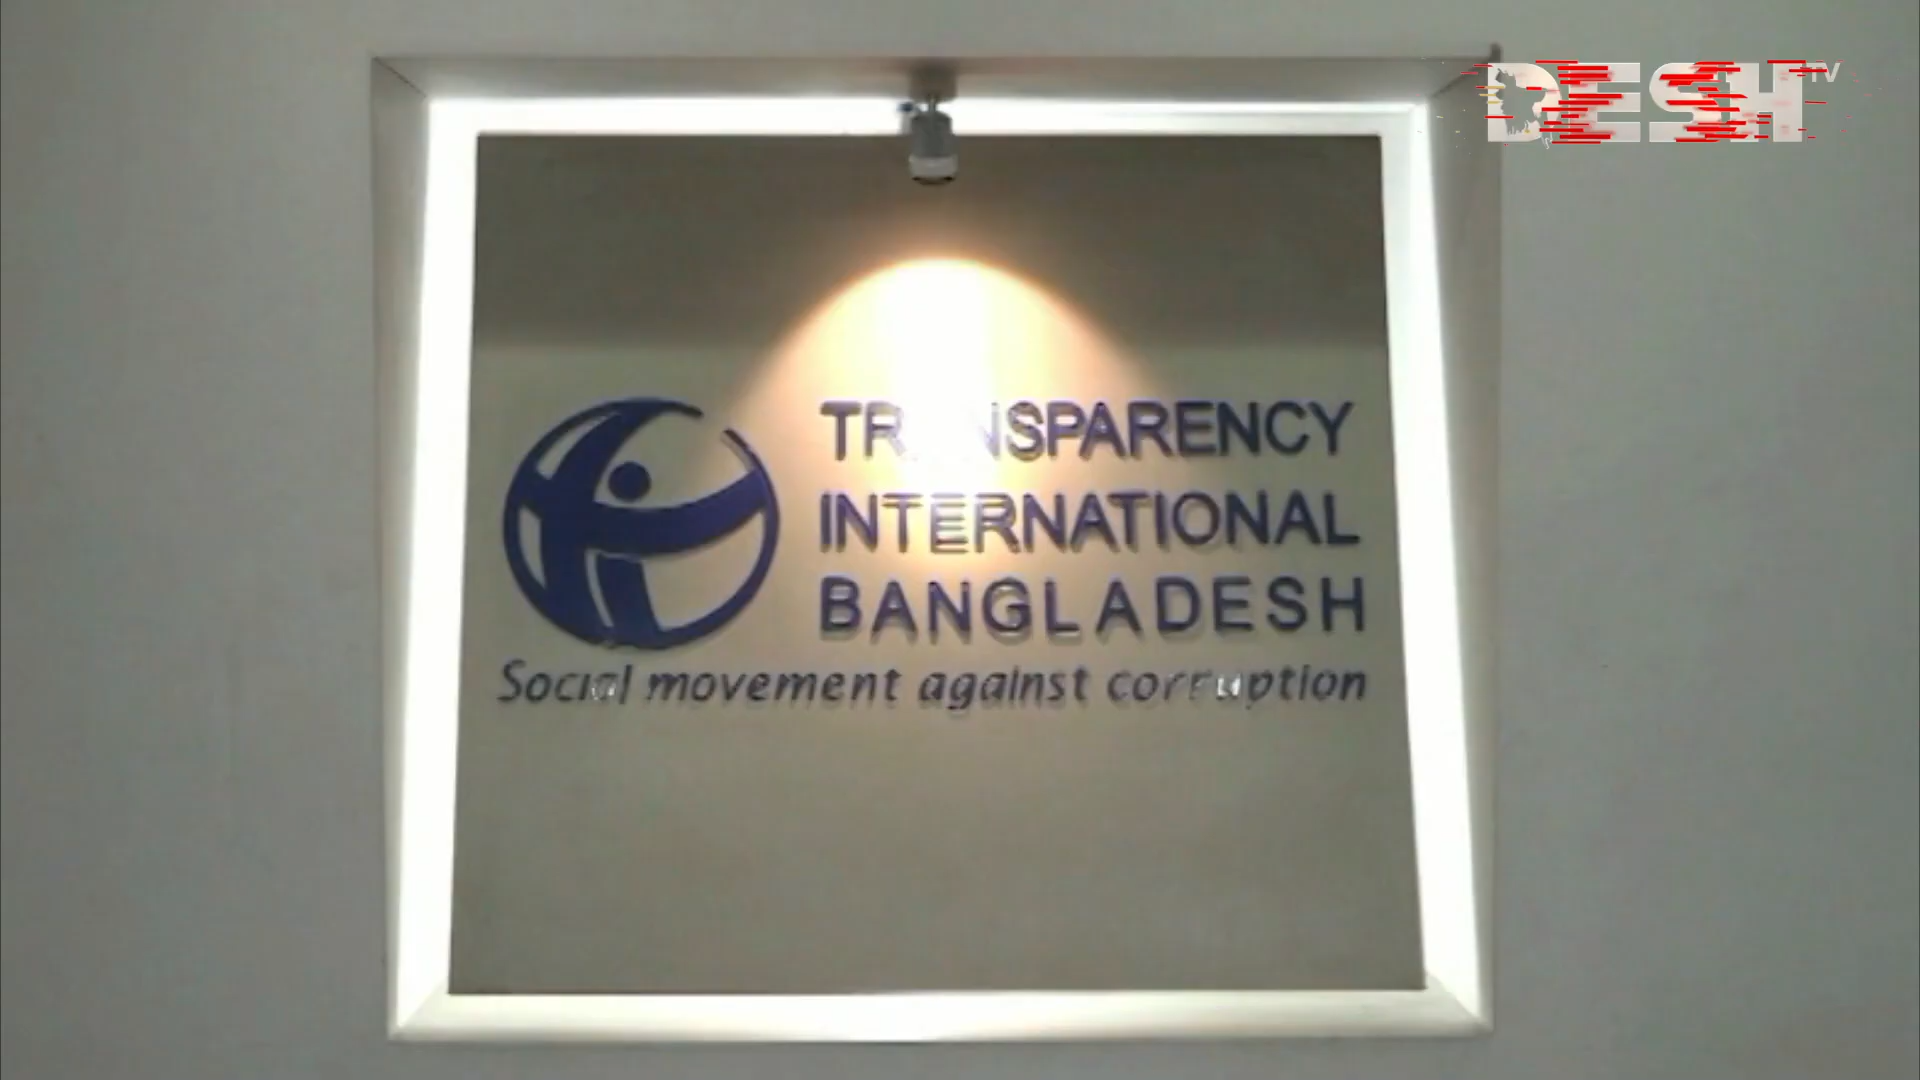 DESH TV
TRANSPARENCY
INTERNATIONAL
BANGLADESH
Social movement against corruption